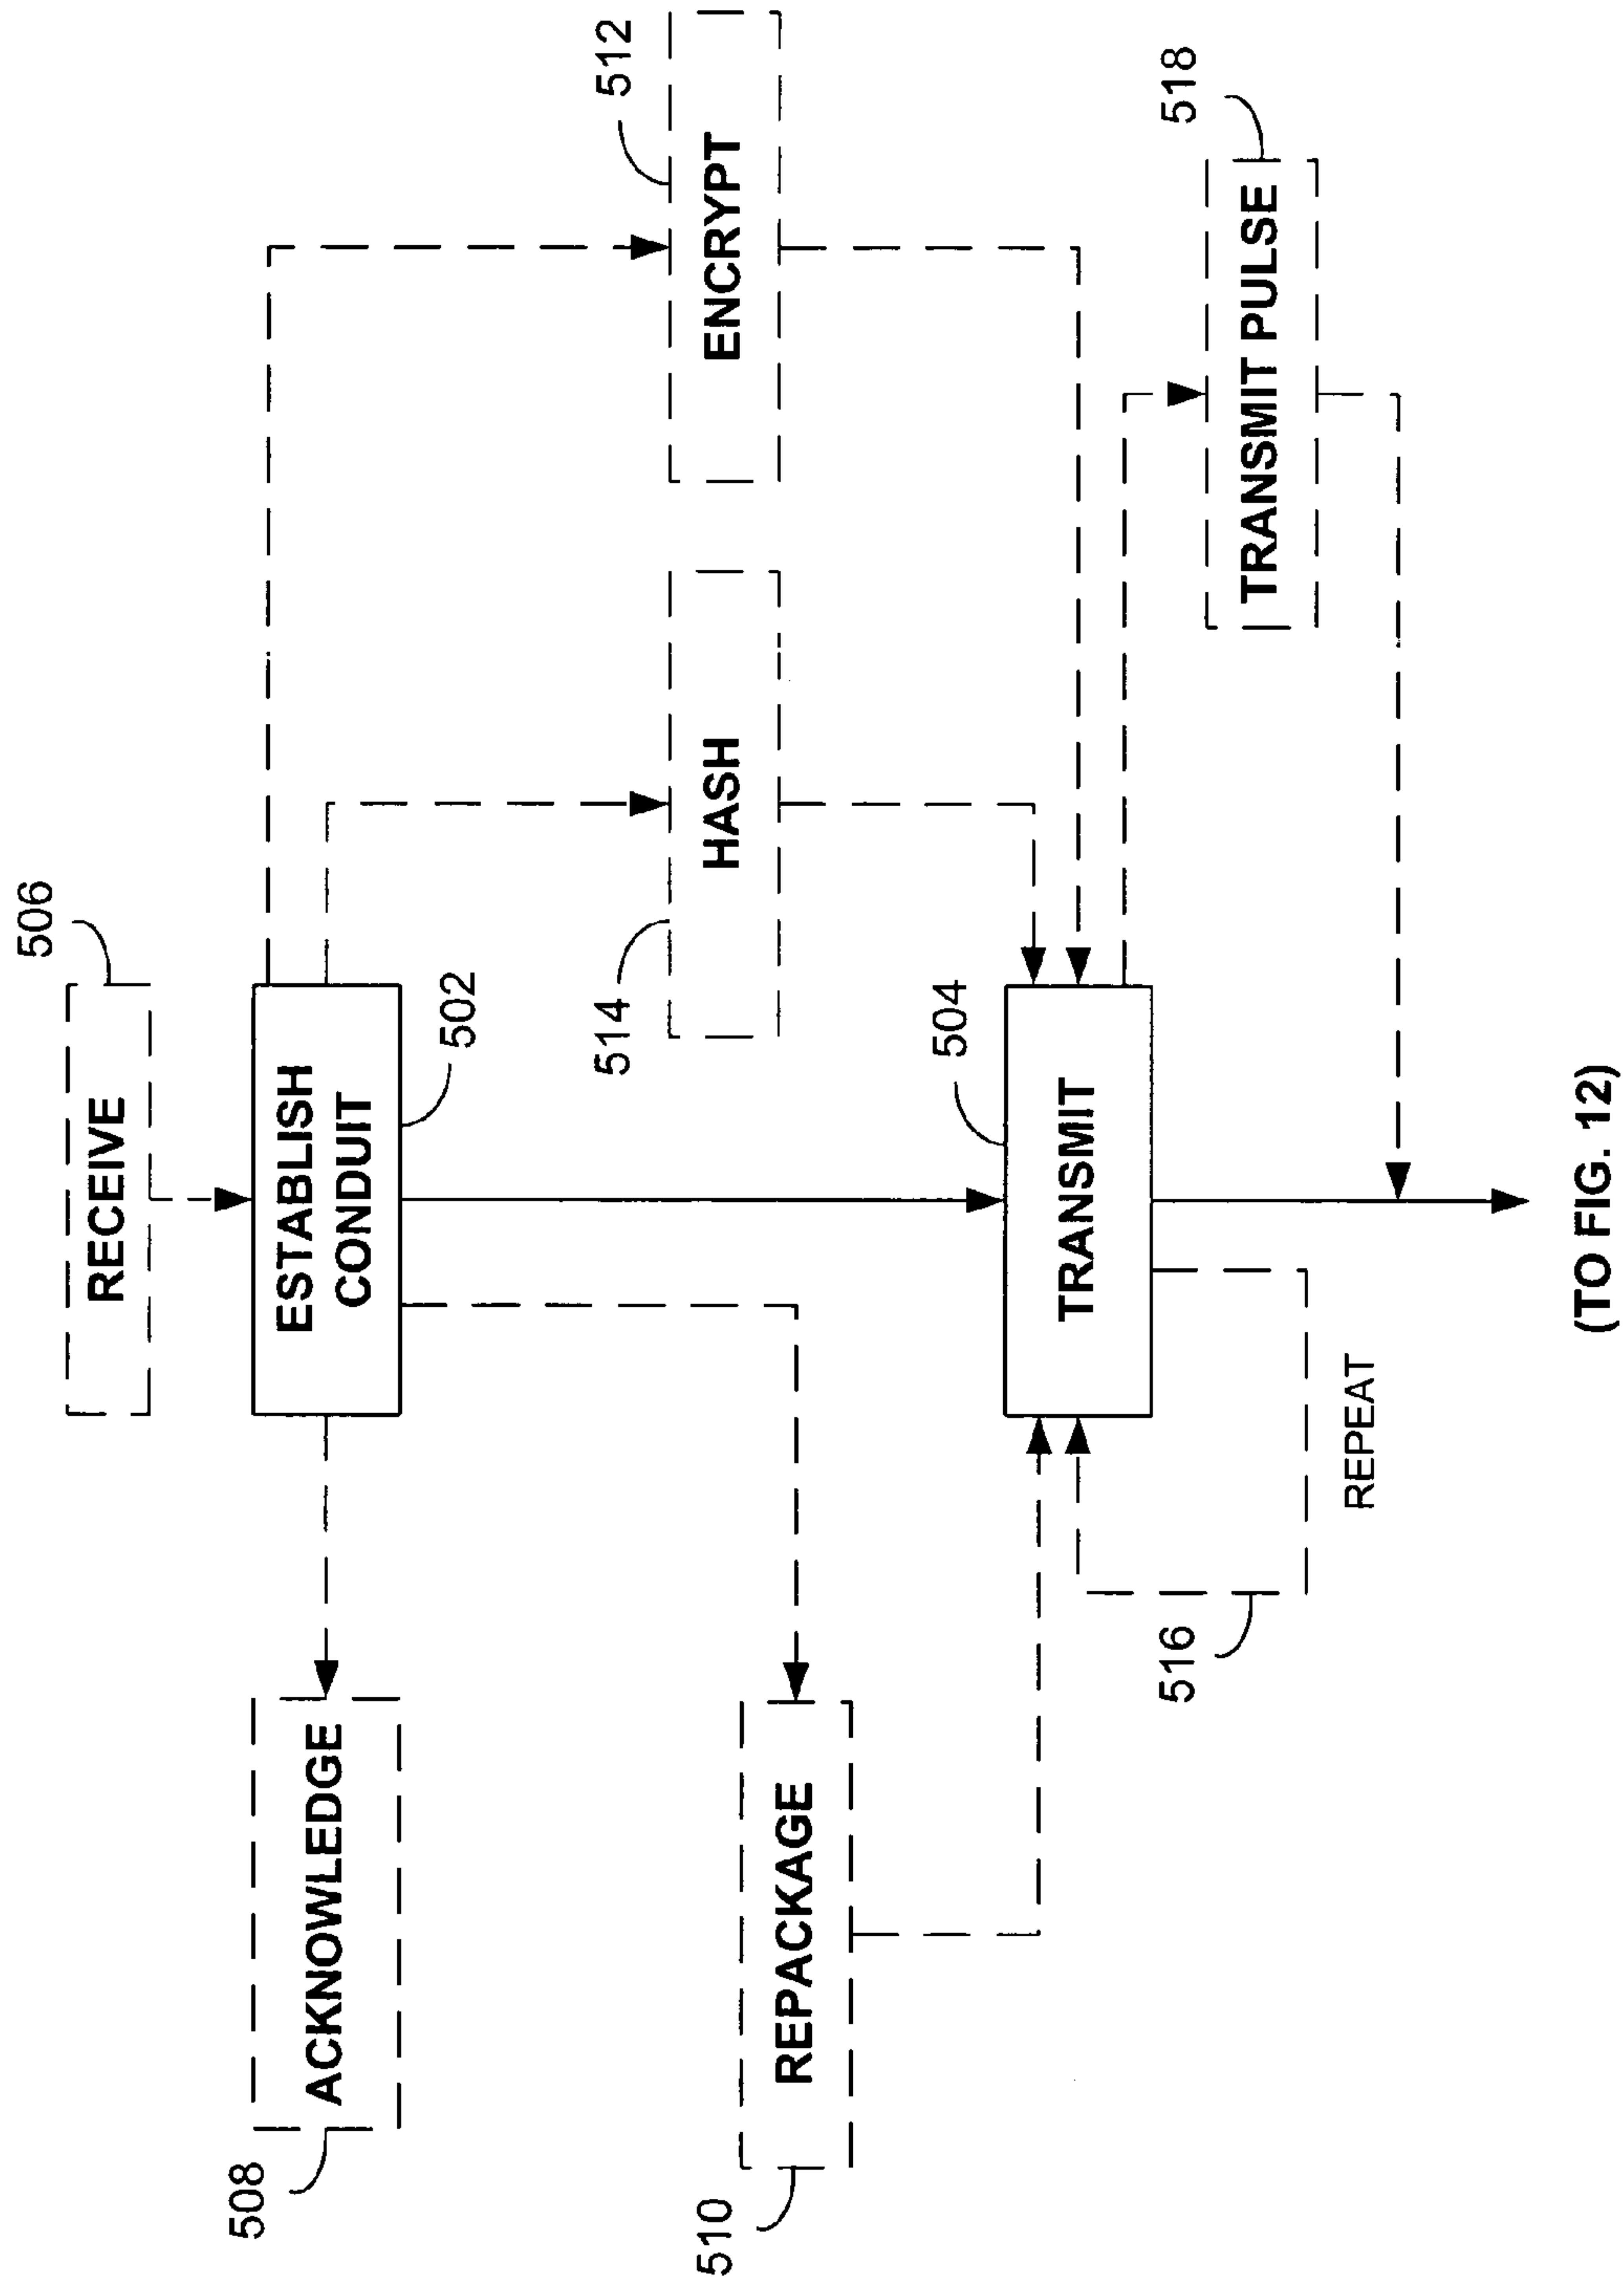 506
RECEIVE
ESTABLISH
CONDUIT
502
508
ACKNOWLEDGE
512
ENCRYPT
514
HASH
510
REPACKAGE
504
TRANSMIT
516
REPEAT
518
TRANSMIT PULSE
(TO FIG. 12)